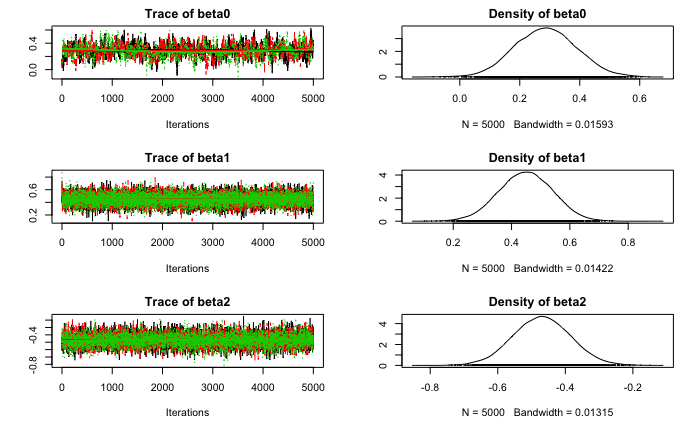 Trace of beta0
0.0 0.4
0 1000 2000 3000 4000 5000
Iterations
Density of beta0
0 2
0.0 0.2 0.4 0.6
N = 5000 Bandwidth = 0.01593
Trace of beta1
0.2 0.6
0 1000 2000 3000 4000 5000
Iterations
Density of beta1
0 2 4
0.2 0.4 0.6 0.8
N = 5000 Bandwidth = 0.01422
Trace of beta2
-0.8 -0.4
0 1000 2000 3000 4000 5000
Iterations
Density of beta2
0 2 4
-0.8 -0.6 -0.4 -0.2
N = 5000 Bandwidth = 0.01315